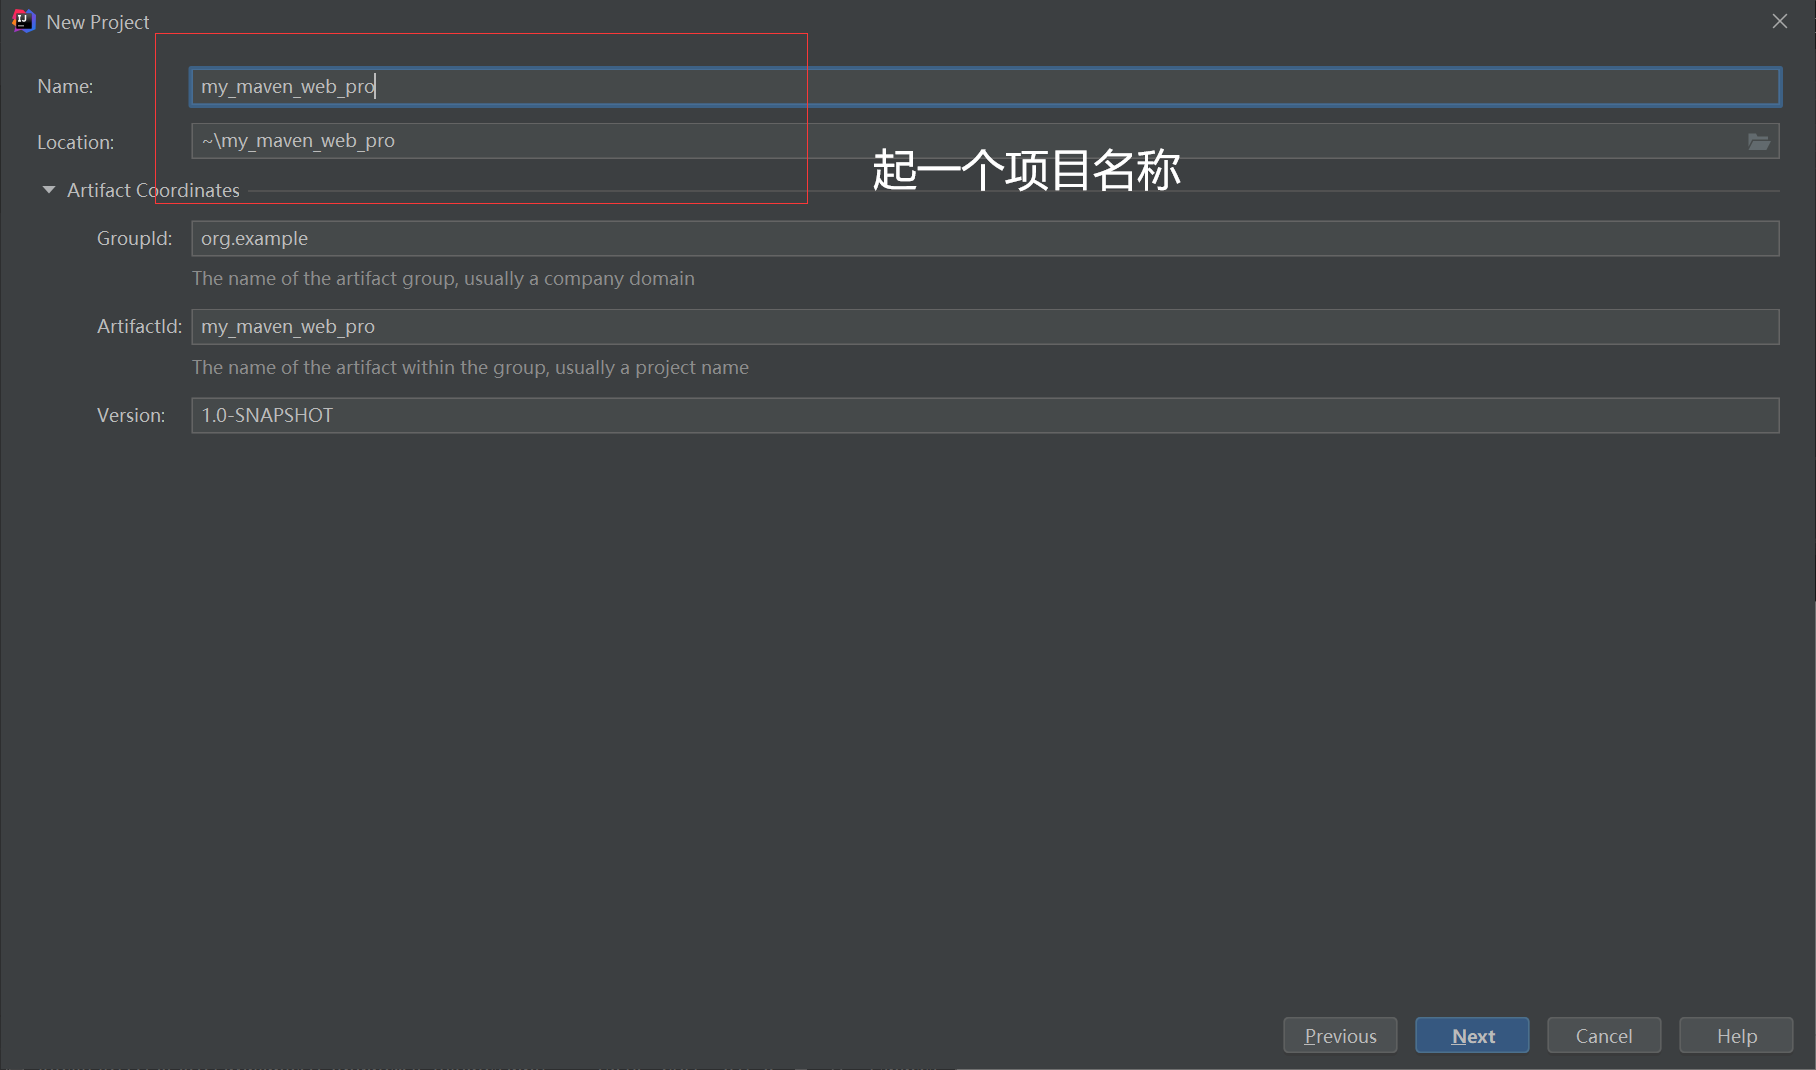 New Project
Name: my_maven_web_pro
Location: ~\my_maven_web_pro
起一个项目名称
Artifact Coordinates
GroupId: org.example
The name of the artifact group, usually a company domain
ArtifactId: my_maven_web_pro
The name of the artifact within the group, usually a project name
Version: 1.0-SNAPSHOT
Previous Next Cancel Help